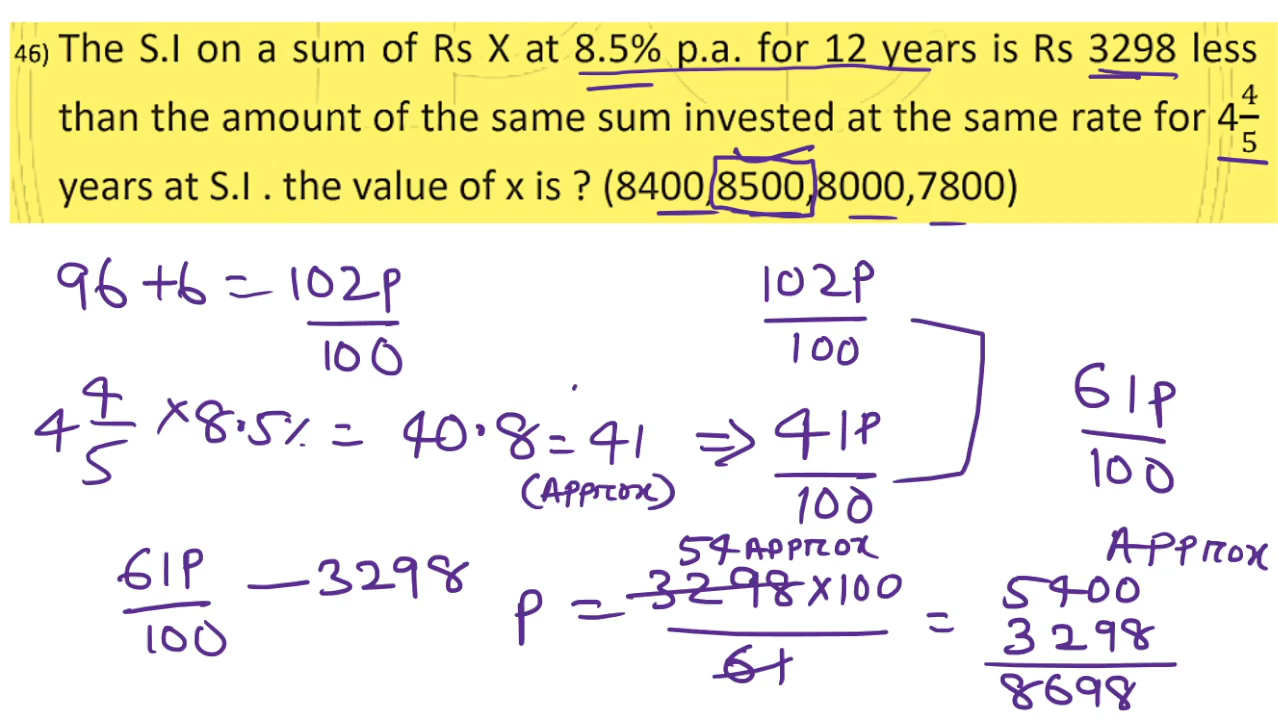 46) The S.I on a sum of Rs X at 8.5% p.a. for 12 years is Rs 3298 less
than the amount of the same sum invested at the same rate for 4 4/5
years at S.I . the value of x is ? (8400,8500,8000,7800)
96 + 6 = 102P/100
102P/100
4 4/5 × 8.5% = 40.8 = 41 ⇒ 41P/100
(Approx)
61P/100
61P/100 — 3298
54 Approx
P = 3298 × 100 / 61 =
Approx
5400
3298
8698